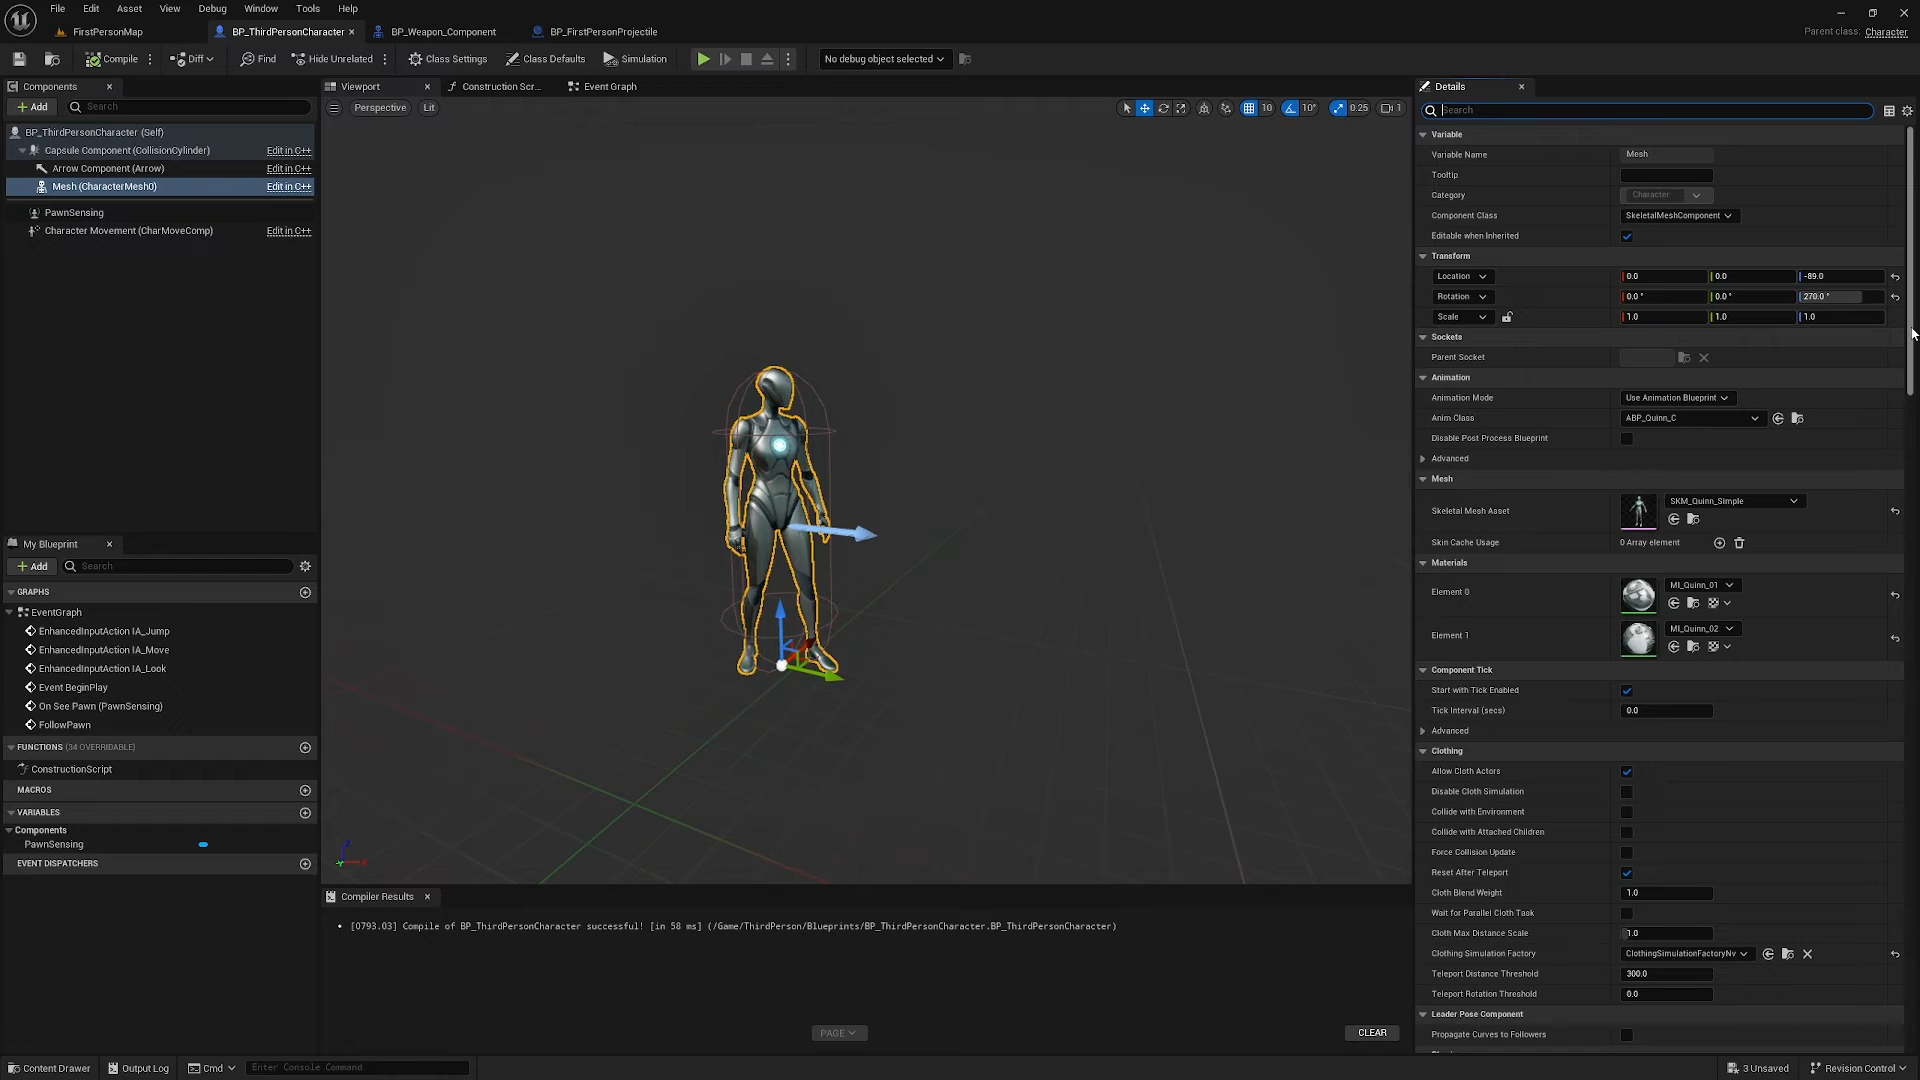 File Edit Asset View Debug Window Tools Help
FirstPersonMap BP_ThirdPersonCharacter BP_Weapon_Component BP_FirstPersonProjectile
Parent class: Character
Compile Diff Find Hide Unrelated Class Settings Class Defaults Simulation No debug object selected
Components
Add Search
BP_ThirdPersonCharacter (Self)
Capsule Component (CollisionCylinder) Edit in C++
Arrow Component (Arrow) Edit in C++
Mesh (CharacterMesh0) Edit in C++
PawnSensing
Character Movement (CharMoveComp) Edit in C++
My Blueprint
Add Search
GRAPHS
EventGraph
EnhancedInputAction IA_Jump
EnhancedInputAction IA_Move
EnhancedInputAction IA_Look
Event BeginPlay
On See Pawn (PawnSensing)
FollowPawn
FUNCTIONS (34 OVERRIDABLE)
ConstructionScript
MACROS
VARIABLES
Components
PawnSensing
EVENT DISPATCHERS
Viewport Construction Scr... Event Graph
Perspective Lit 10 10° 0.25 1
Compiler Results
[0793.03] Compile of BP_ThirdPersonCharacter successful! [in 58 ms] (/Game/ThirdPerson/Blueprints/BP_ThirdPersonCharacter.BP_ThirdPersonCharacter)
PAGE CLEAR
Details
Search
Variable
Variable Name Mesh
Tooltip
Category Character
Component Class SkeletalMeshComponent
Editable when Inherited
Transform
Location 0.0 0.0 -89.0
Rotation 0.0° 0.0° 270.0°
Scale 1.0 1.0 1.0
Sockets
Parent Socket
Animation
Animation Mode Use Animation Blueprint
Anim Class ABP_Quinn_C
Disable Post Process Blueprint
Advanced
Mesh
Skeletal Mesh Asset SKM_Quinn_Simple
Skin Cache Usage 0 Array element
Materials
Element 0 MI_Quinn_01
Element 1 MI_Quinn_02
Component Tick
Start with Tick Enabled
Tick Interval (secs) 0.0
Advanced
Clothing
Allow Cloth Actors
Disable Cloth Simulation
Collide with Environment
Collide with Attached Children
Force Collision Update
Reset After Teleport
Cloth Blend Weight 1.0
Wait for Parallel Cloth Task
Cloth Max Distance Scale 1.0
Clothing Simulation Factory ClothingSimulationFactoryNv
Teleport Distance Threshold 300.0
Teleport Rotation Threshold 0.0
Leader Pose Component
Propagate Curves to Followers
Content Drawer Output Log Cmd Enter Console Command 3 Unsaved Revision Control